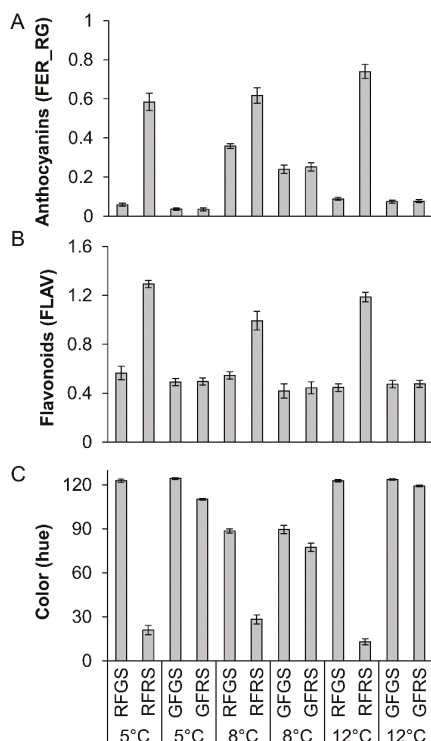 A
Anthocyanins (FER_RG)
1
0.8
0.6
0.4
0.2
0
B
Flavonoids (FLAV)
1.6
1.2
0.8
0.4
0
C
Color (hue)
120
90
60
30
0
RFGS RFRS GFGS GFRS RFGS RFRS GFGS GFRS RFGS RFRS GFGS GFRS
5°C 5°C 8°C 8°C 12°C 12°C